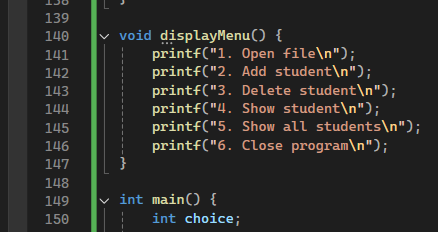 138 }
139
140 void displayMenu() {
141 printf("1. Open file\n");
142 printf("2. Add student\n");
143 printf("3. Delete student\n");
144 printf("4. Show student\n");
145 printf("5. Show all students\n");
146 printf("6. Close program\n");
147 }
148
149 int main() {
150 int choice;